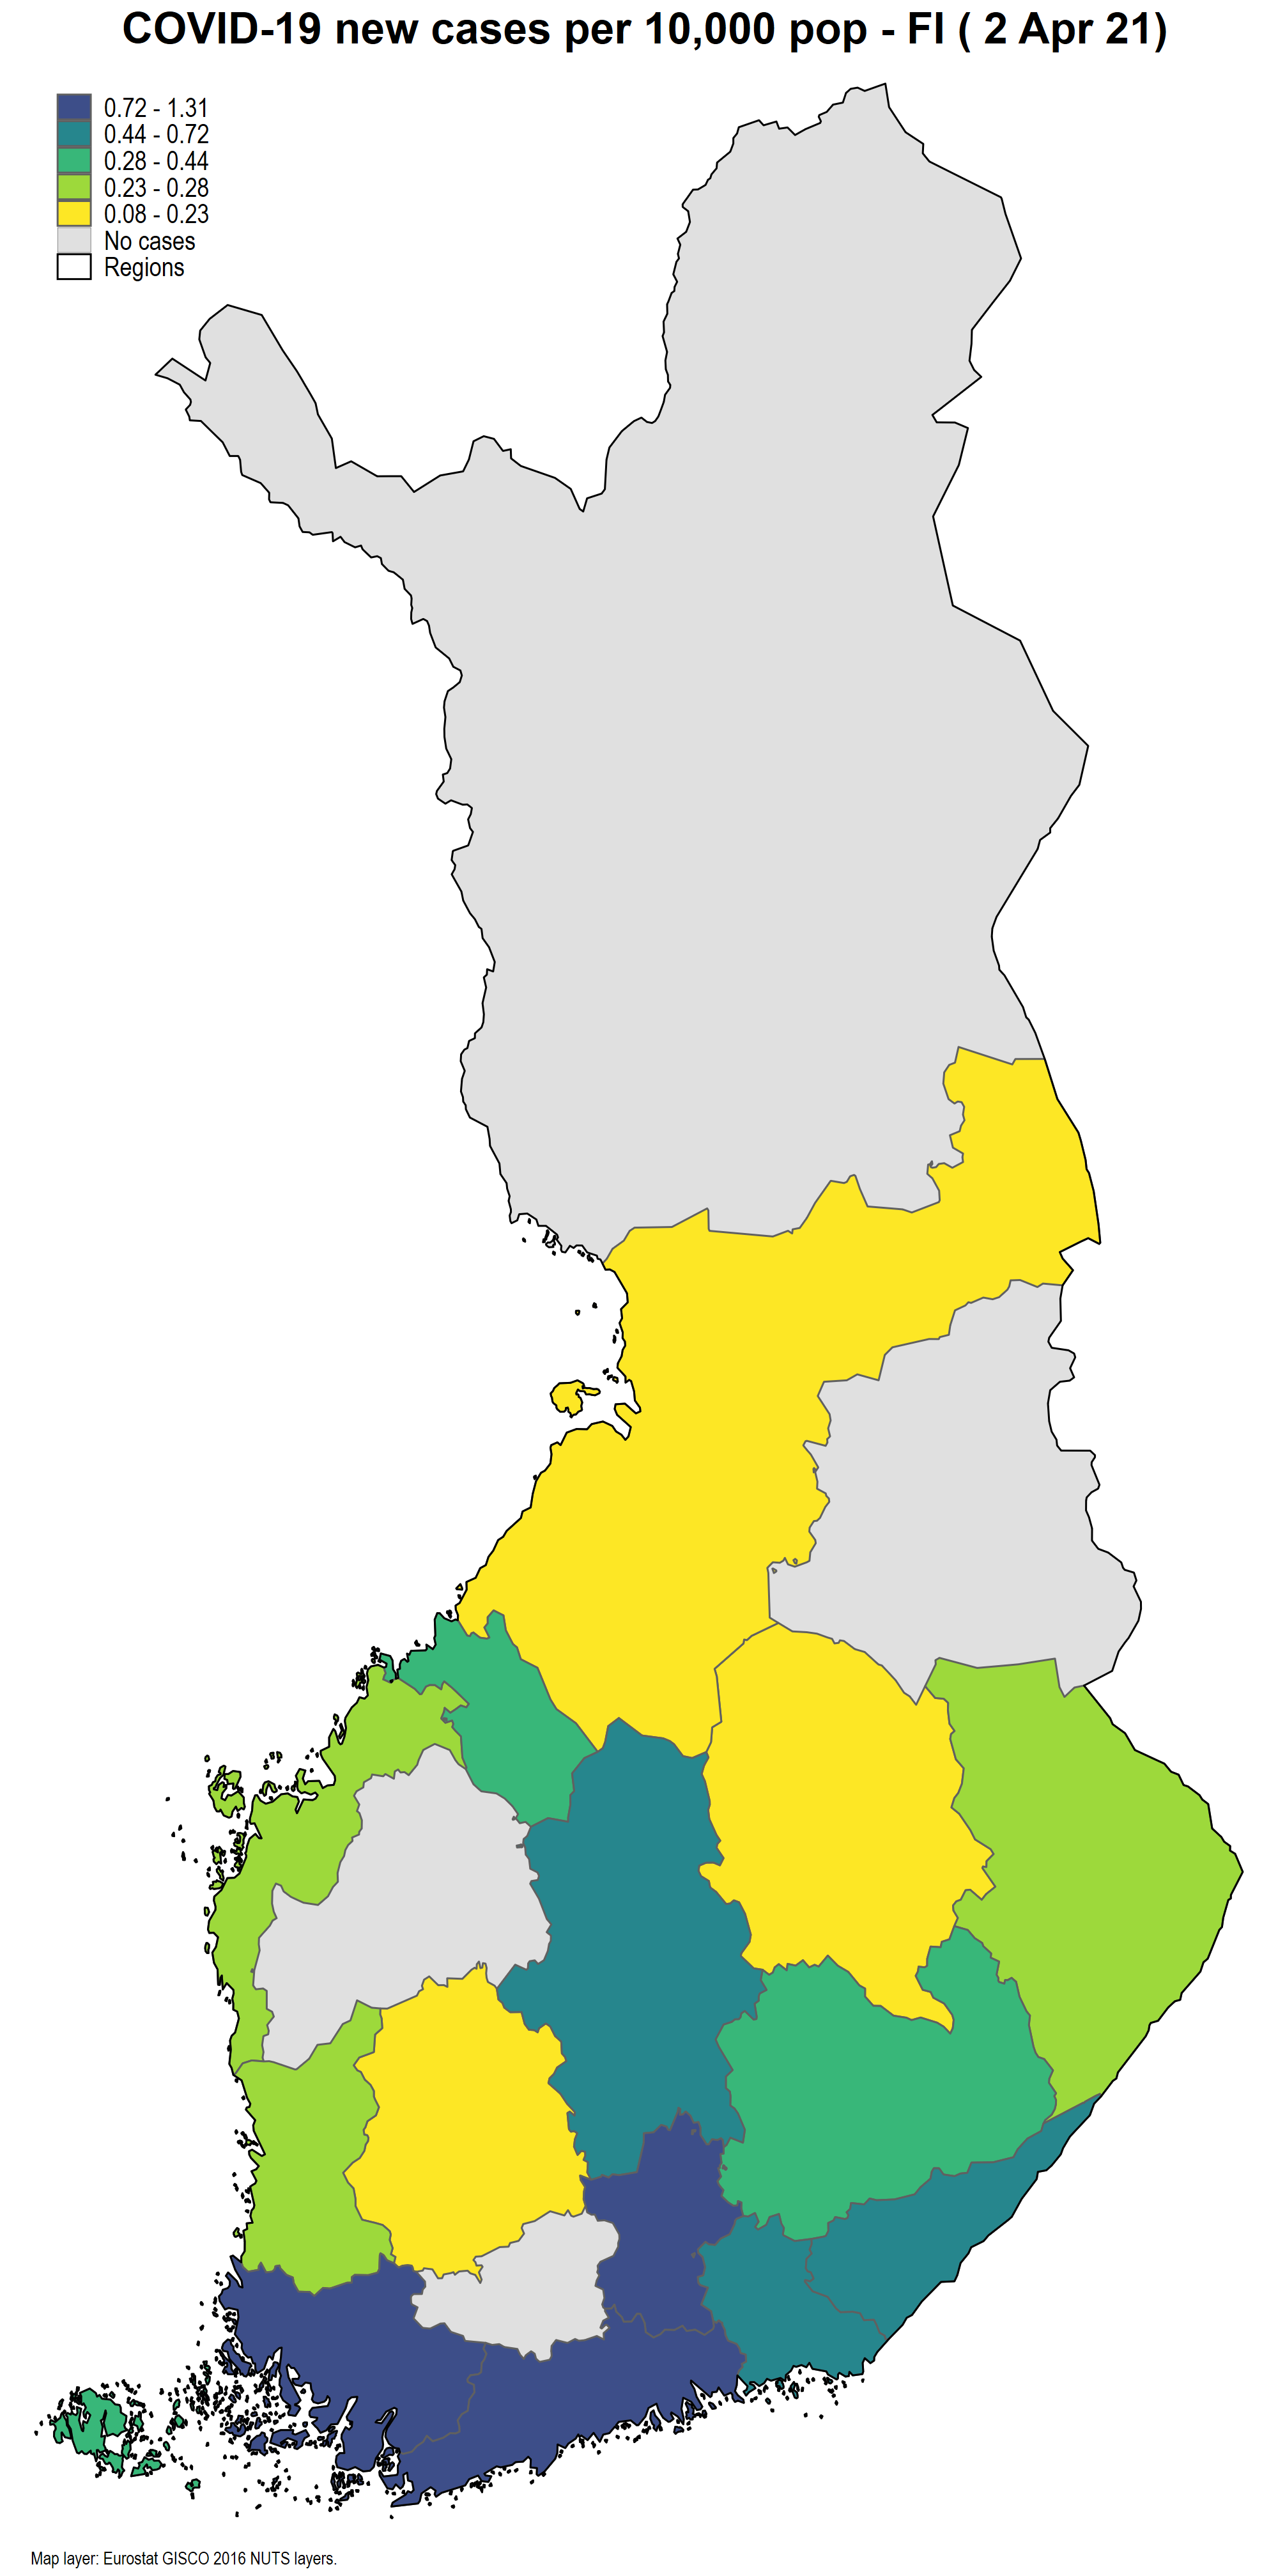 COVID-19 new cases per 10,000 pop - FI ( 2 Apr 21)
0.72 - 1.31
0.44 - 0.72
0.28 - 0.44
0.23 - 0.28
0.08 - 0.23
No cases
Regions
Map layer: Eurostat GISCO 2016 NUTS layers.